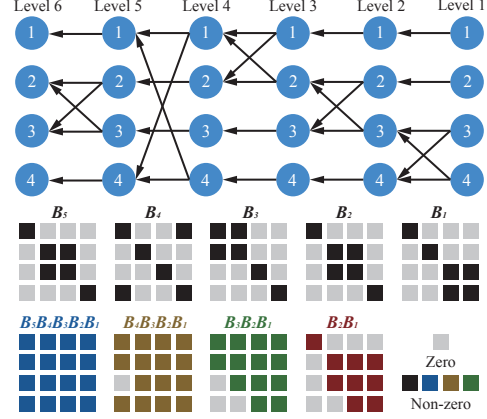 Level 6 Level 5 Level 4 Level 3 Level 2 Level 1
1 1 1 1 1 1
2 2 2 2 2 2
3 3 3 3 3 3
4 4 4 4 4 4
B5 B4 B3 B2 B1
B5B4B3B2B1 B4B3B2B1 B3B2B1 B2B1
Zero
Non-zero